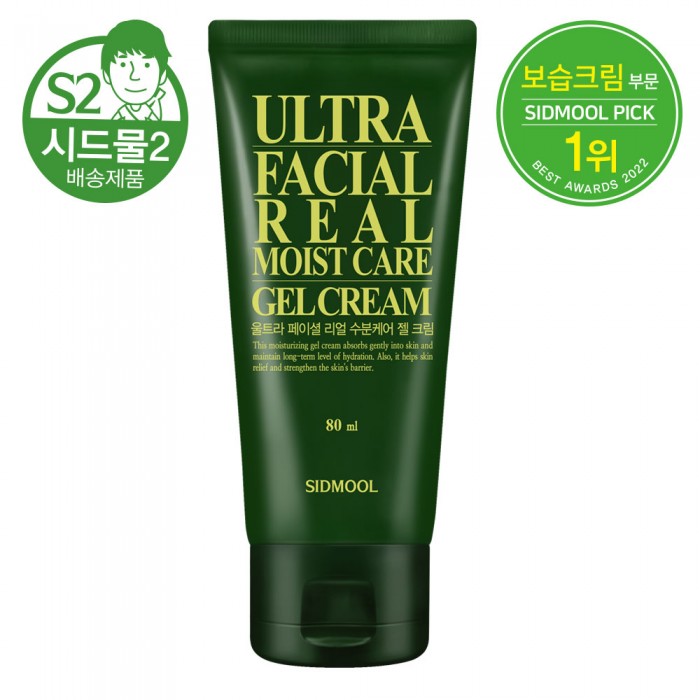 S2
시드물2
배송제품
보습크림 부문
SIDMOOL PICK
1위
BEST AWARDS 2022
ULTRA
FACIAL
REAL
MOIST CARE
GEL CREAM
울트라 페이셜 리얼 수분케어 젤 크림
This moisturizing gel cream absorbs gently into skin and
maintain long-term level of hydration. Also, it helps skin
relief and strengthen the skin's barrier.
80 ml
SIDMOOL